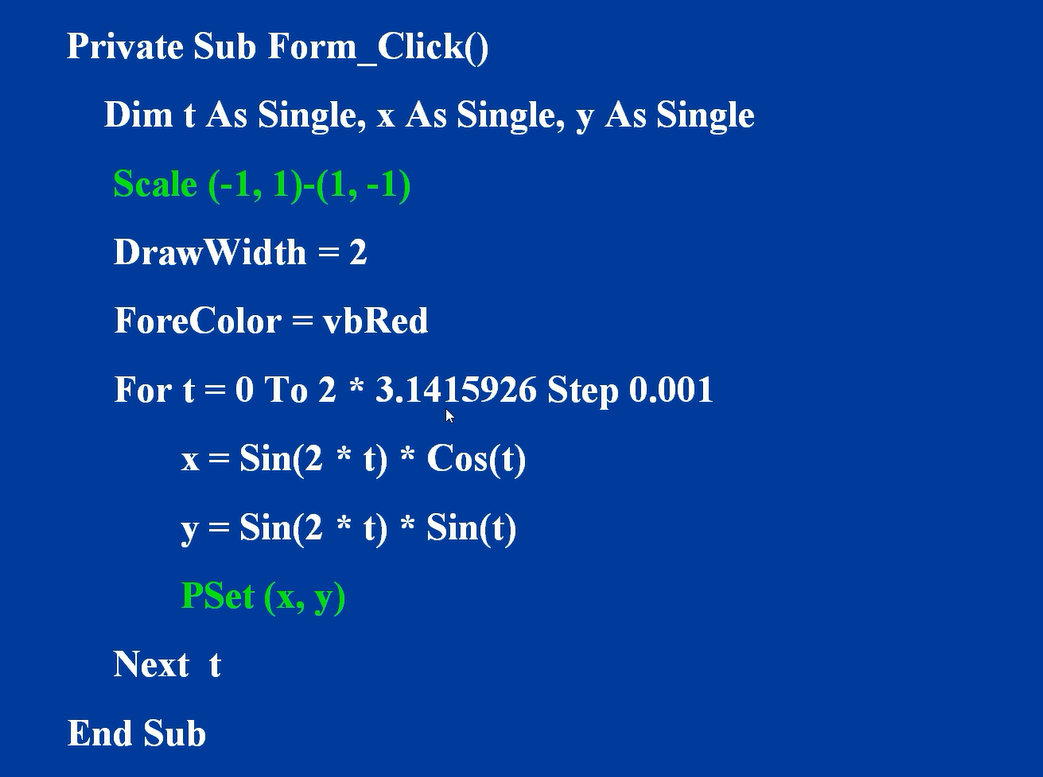 Private Sub Form_Click()
Dim t As Single, x As Single, y As Single
Scale (-1, 1)-(1, -1)
DrawWidth = 2
ForeColor = vbRed
For t = 0 To 2 * 3.1415926 Step 0.001
x = Sin(2 * t) * Cos(t)
y = Sin(2 * t) * Sin(t)
PSet (x, y)
Next  t
End Sub